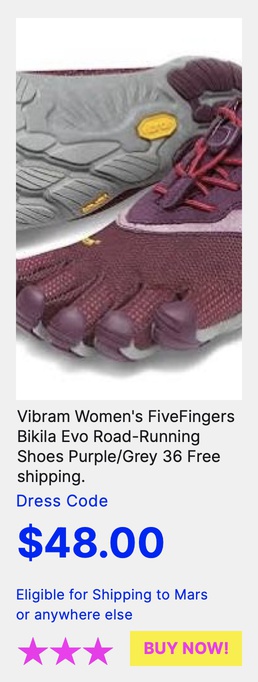 Vibram Women's FiveFingers
Bikila Evo Road-Running
Shoes Purple/Grey 36 Free
shipping.
Dress Code
$48.00
Eligible for Shipping to Mars
or anywhere else
BUY NOW!